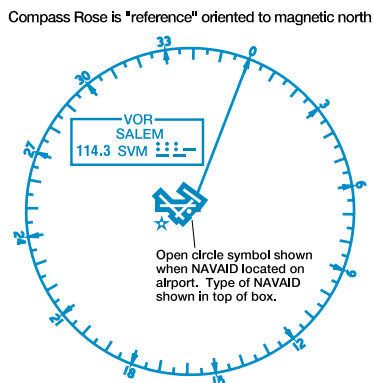 Compass Rose is "reference" oriented to magnetic north
33
0
30
3
VOR
SALEM
114.3 SVM
27
6
24
Open circle symbol shown
when NAVAID located on
airport. Type of NAVAID
shown in top of box.
9
21
12
18
15